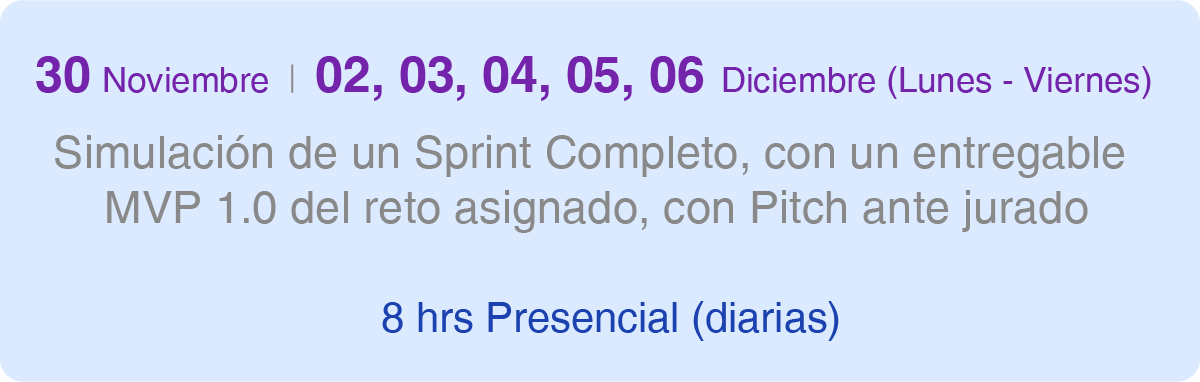 30 Noviembre | 02, 03, 04, 05, 06 Diciembre (Lunes - Viernes)
Simulación de un Sprint Completo, con un entregable
MVP 1.0 del reto asignado, con Pitch ante jurado
8 hrs Presencial (diarias)